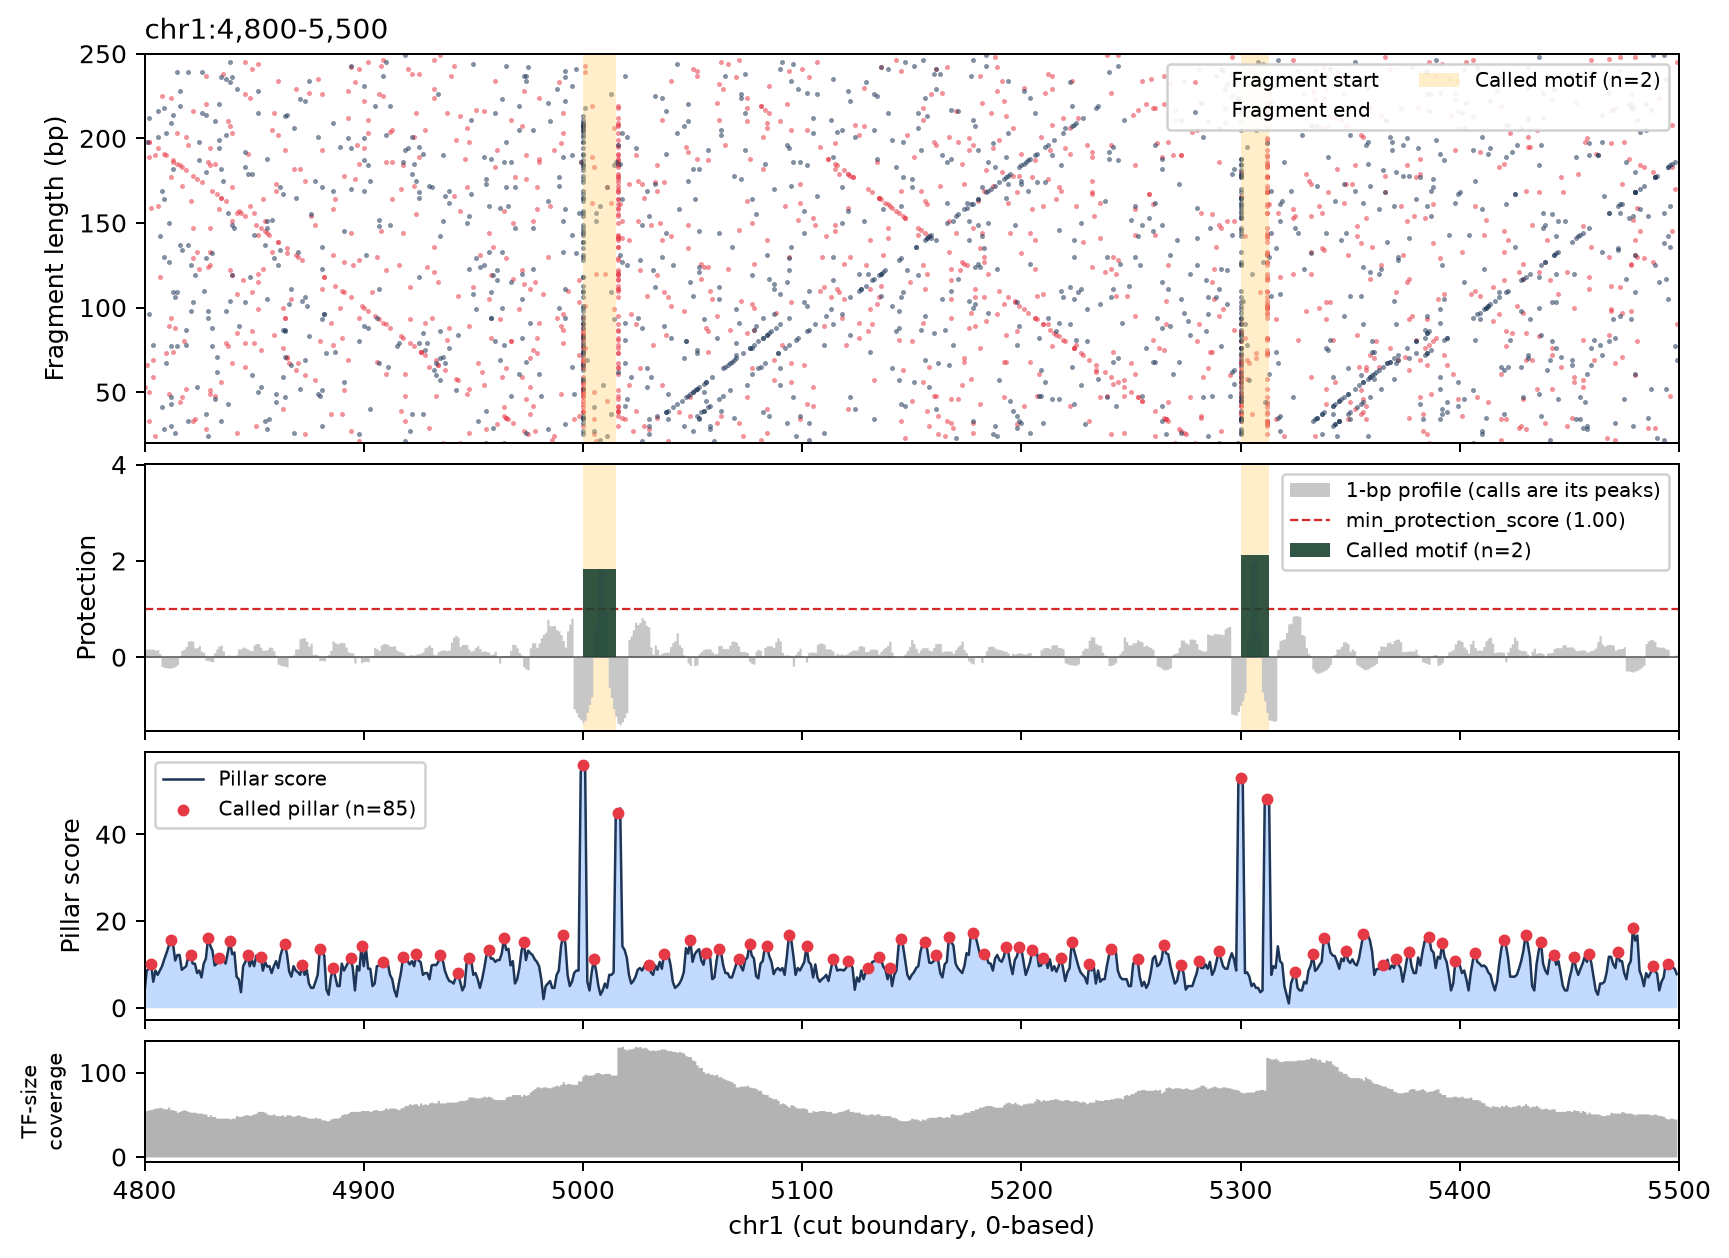 chr1:4,800-5,500
250
200
150
100
50
Fragment length (bp)
Fragment start
Fragment end
Called motif (n=2)
4
2
0
Protection
1-bp profile (calls are its peaks)
min_protection_score (1.00)
Called motif (n=2)
40
20
0
Pillar score
Pillar score
Called pillar (n=85)
100
0
TF-size
coverage
4800 4900 5000 5100 5200 5300 5400 5500
chr1 (cut boundary, 0-based)